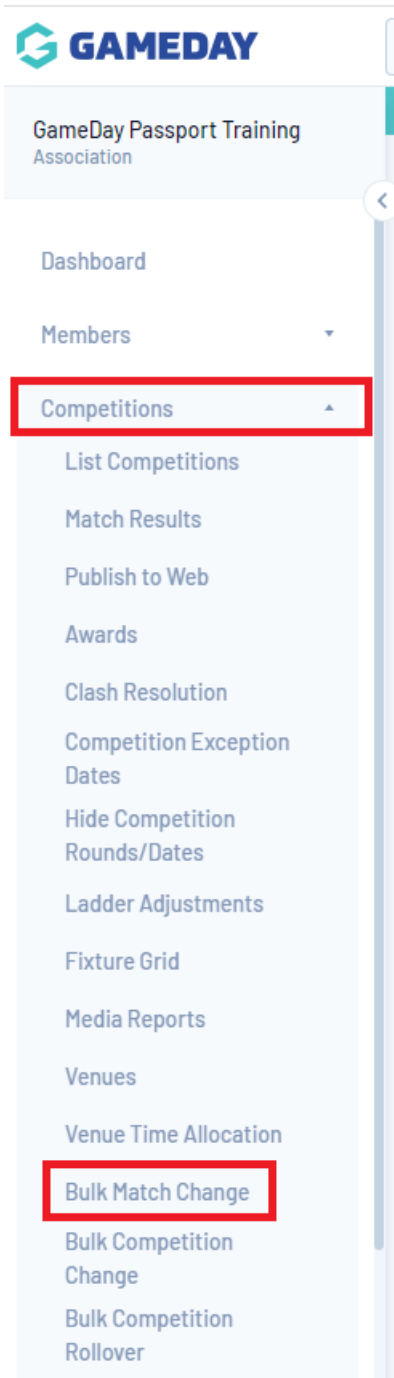 GAMEDAY
GameDay Passport Training
Association
Dashboard
Members
Competitions
List Competitions
Match Results
Publish to Web
Awards
Clash Resolution
Competition Exception
Dates
Hide Competition
Rounds/Dates
Ladder Adjustments
Fixture Grid
Media Reports
Venues
Venue Time Allocation
Bulk Match Change
Bulk Competition
Change
Bulk Competition
Rollover